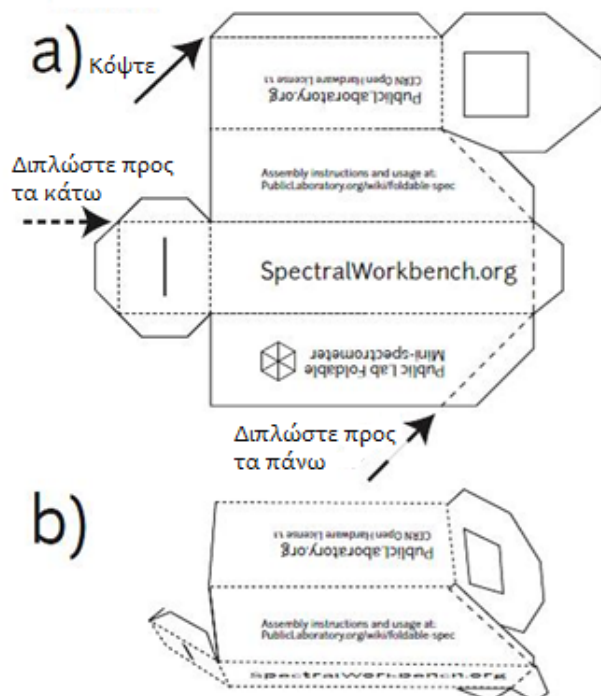 a) Κόψτε
PublicLaboratory.org
CERN Open Hardware License 1.1
Διπλώστε προς
τα κάτω
Assembly instructions and usage at:
PublicLaboratory.org/wiki/foldable-spec
SpectralWorkbench.org
Public Lab Foldable
Mini-spectrometer
Διπλώστε προς
τα πάνω
b)
PublicLaboratory.org
CERN Open Hardware License 1.1
Assembly instructions and usage at:
PublicLaboratory.org/wiki/foldable-spec
SpectralWorkbench.org